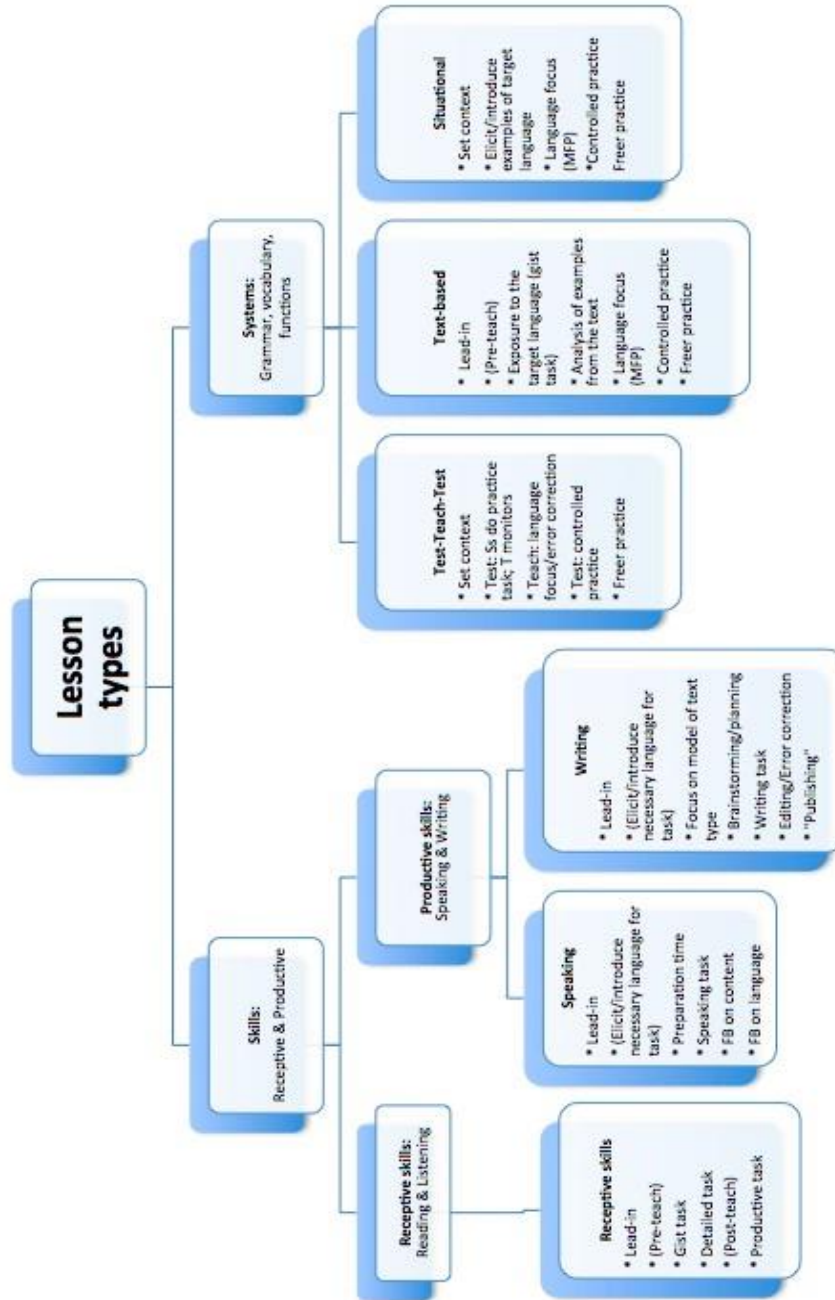 Lesson
types
Skills:
Receptive & Productive
Systems:
Grammar, vocabulary,
functions
Receptive skills:
Reading & Listening
Productive skills:
Speaking & Writing
Receptive skills
* Lead-in
* (Pre-teach)
* Gist task
* Detailed task
* (Post-teach)
* Productive task
Speaking
* Lead-in
* (Elicit/introduce
necessary language for
task)
* Preparation time
* Speaking task
* FB on content
* FB on language
Writing
* Lead-in
* (Elicit/introduce
necessary language for
task)
* Focus on model of text
type
* Brainstorming/planning
* Writing task
* Editing/Error correction
* "Publishing"
Test-Teach-Test
* Set context
* Test: Ss do practice
task; T monitors
* Teach: language
focus/error correction
* Test: controlled
practice
* Freer practice
Text-based
* Lead-in
* (Pre-teach)
* Exposure to the
target language (gist
task)
* Analysis of examples
from the text
* Language focus
(MFP)
* Controlled practice
* Freer practice
Situational
* Set context
* Elicit/introduce
examples of target
language
* Language focus
(MFP)
*Controlled practice
Freer practice